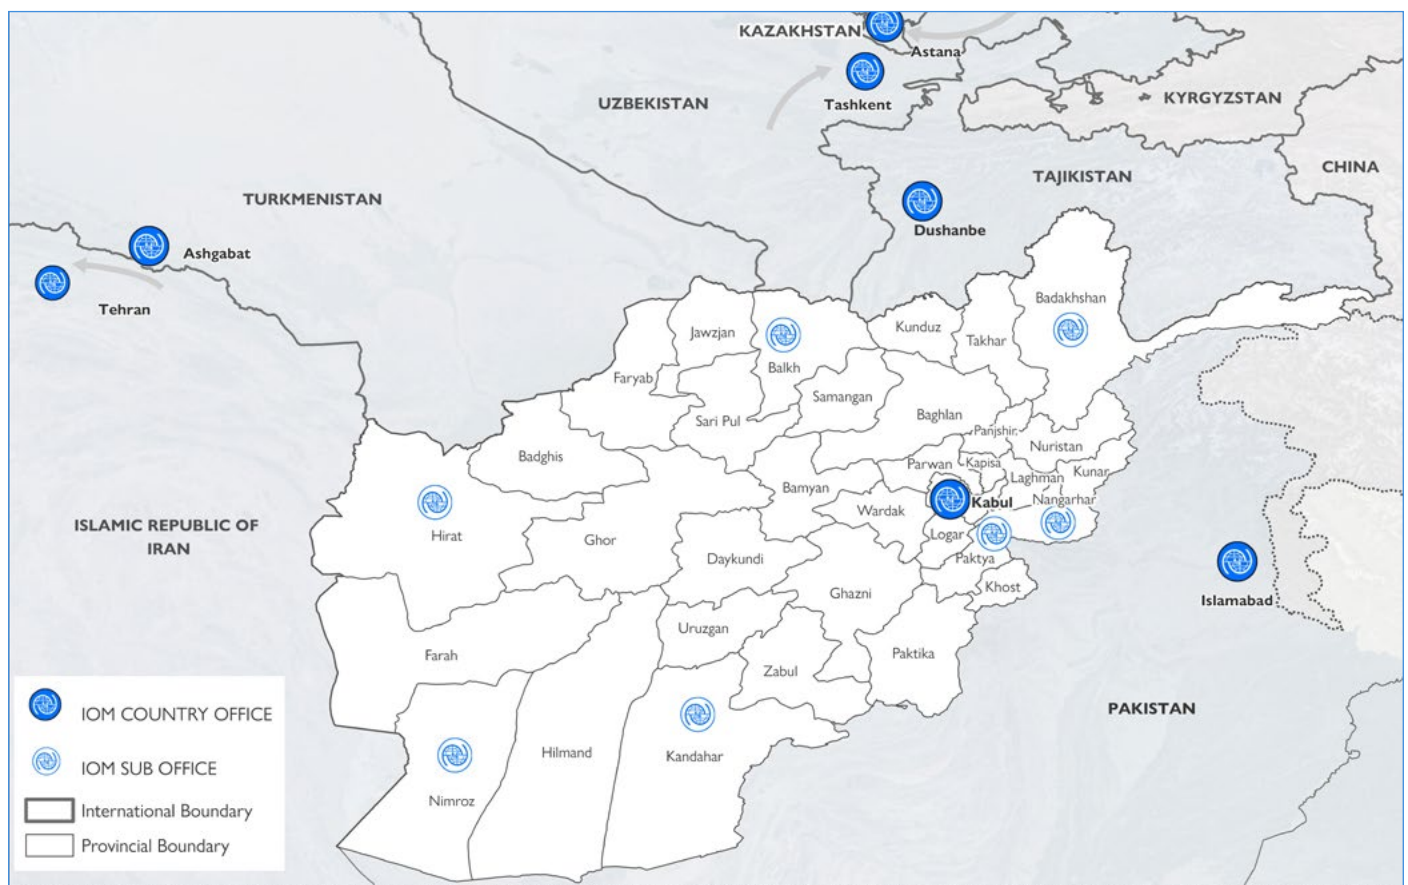 KAZAKHSTAN
Astana
Tashkent
UZBEKISTAN
KYRGYZSTAN
CHINA
TAJIKISTAN
TURKMENISTAN
Dushanbe
Ashgabat
Tehran
Badakhshan
Jawzjan
Kunduz
Takhar
Balkh
Faryab
Samangan
Sari Pul
Baghlan
Panjshir
Nuristan
Badghis
Parwan
Kapisa
Kunar
Laghman
Bamyan
Nangarhar
Kabul
Wardak
ISLAMIC REPUBLIC OF
IRAN
Hirat
Ghor
Logar
Daykundi
Paktya
Khost
Ghazni
Islamabad
Uruzgan
Farah
Zabul
Paktika
PAKISTAN
Hilmand
Kandahar
Nimroz
IOM COUNTRY OFFICE
IOM SUB OFFICE
International Boundary
Provincial Boundary